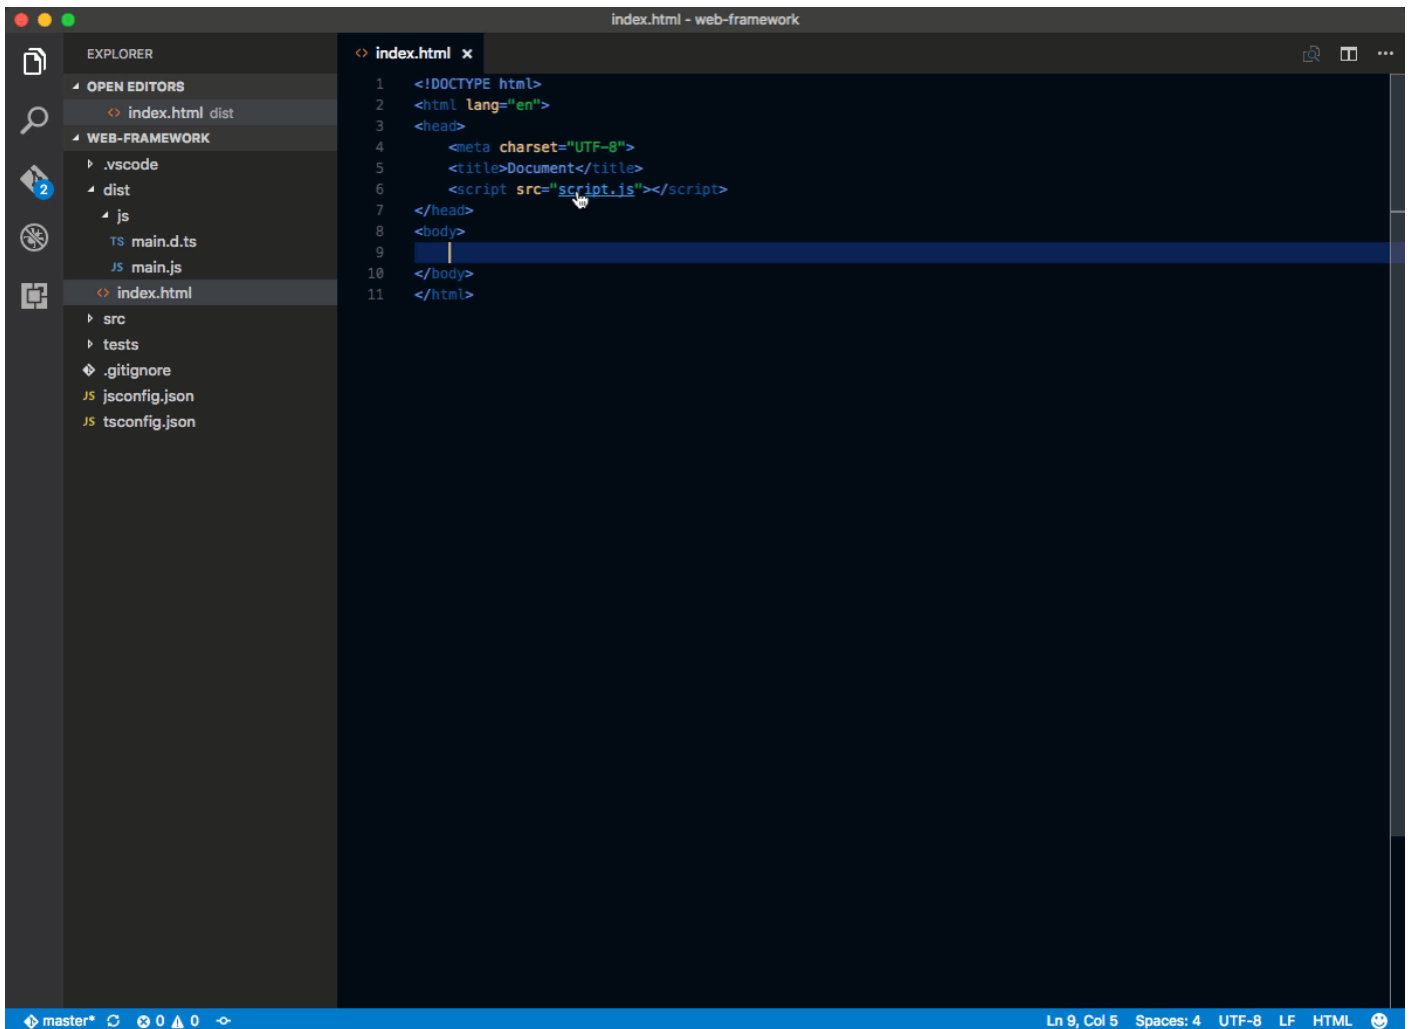 index.html - web-framework
EXPLORER
OPEN EDITORS
<> index.html dist
WEB-FRAMEWORK
.vscode
dist
js
TS main.d.ts
JS main.js
<> index.html
src
tests
.gitignore
JS jsconfig.json
JS tsconfig.json
2
<> index.html ×
1 <!DOCTYPE html>
2 <html lang="en">
3 <head>
4     <meta charset="UTF-8">
5     <title>Document</title>
6     <script src="script.js"></script>
7 </head>
8 <body>
9
10 </body>
11 </html>
master* 0 0 Ln 9, Col 5 Spaces: 4 UTF-8 LF HTML